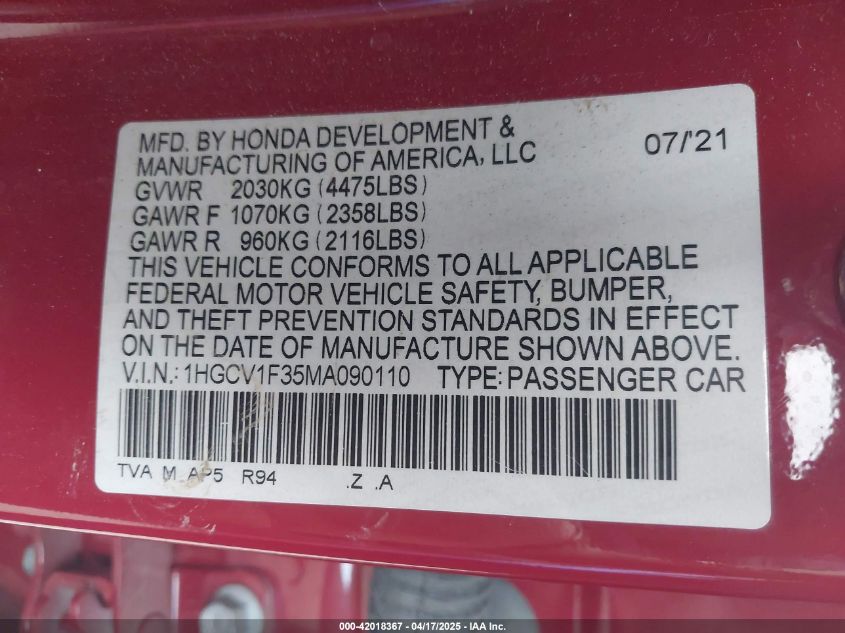 MFD. BY HONDA DEVELOPMENT &
MANUFACTURING OF AMERICA, LLC 07/'21
GVWR 2030KG (4475LBS)
GAWR F 1070KG (2358LBS)
GAWR R 960KG (2116LBS)
THIS VEHICLE CONFORMS TO ALL APPLICABLE
FEDERAL MOTOR VEHICLE SAFETY, BUMPER,
AND THEFT PREVENTION STANDARDS IN EFFECT
ON THE DATE OF MANUFACTURE SHOWN ABOVE.
V.I.N.: 1HGCV1F35MA090110 TYPE: PASSENGER CAR
TVA M AP5 R94 .Z .A
000-42018367 - 04/17/2025 - IAA Inc.